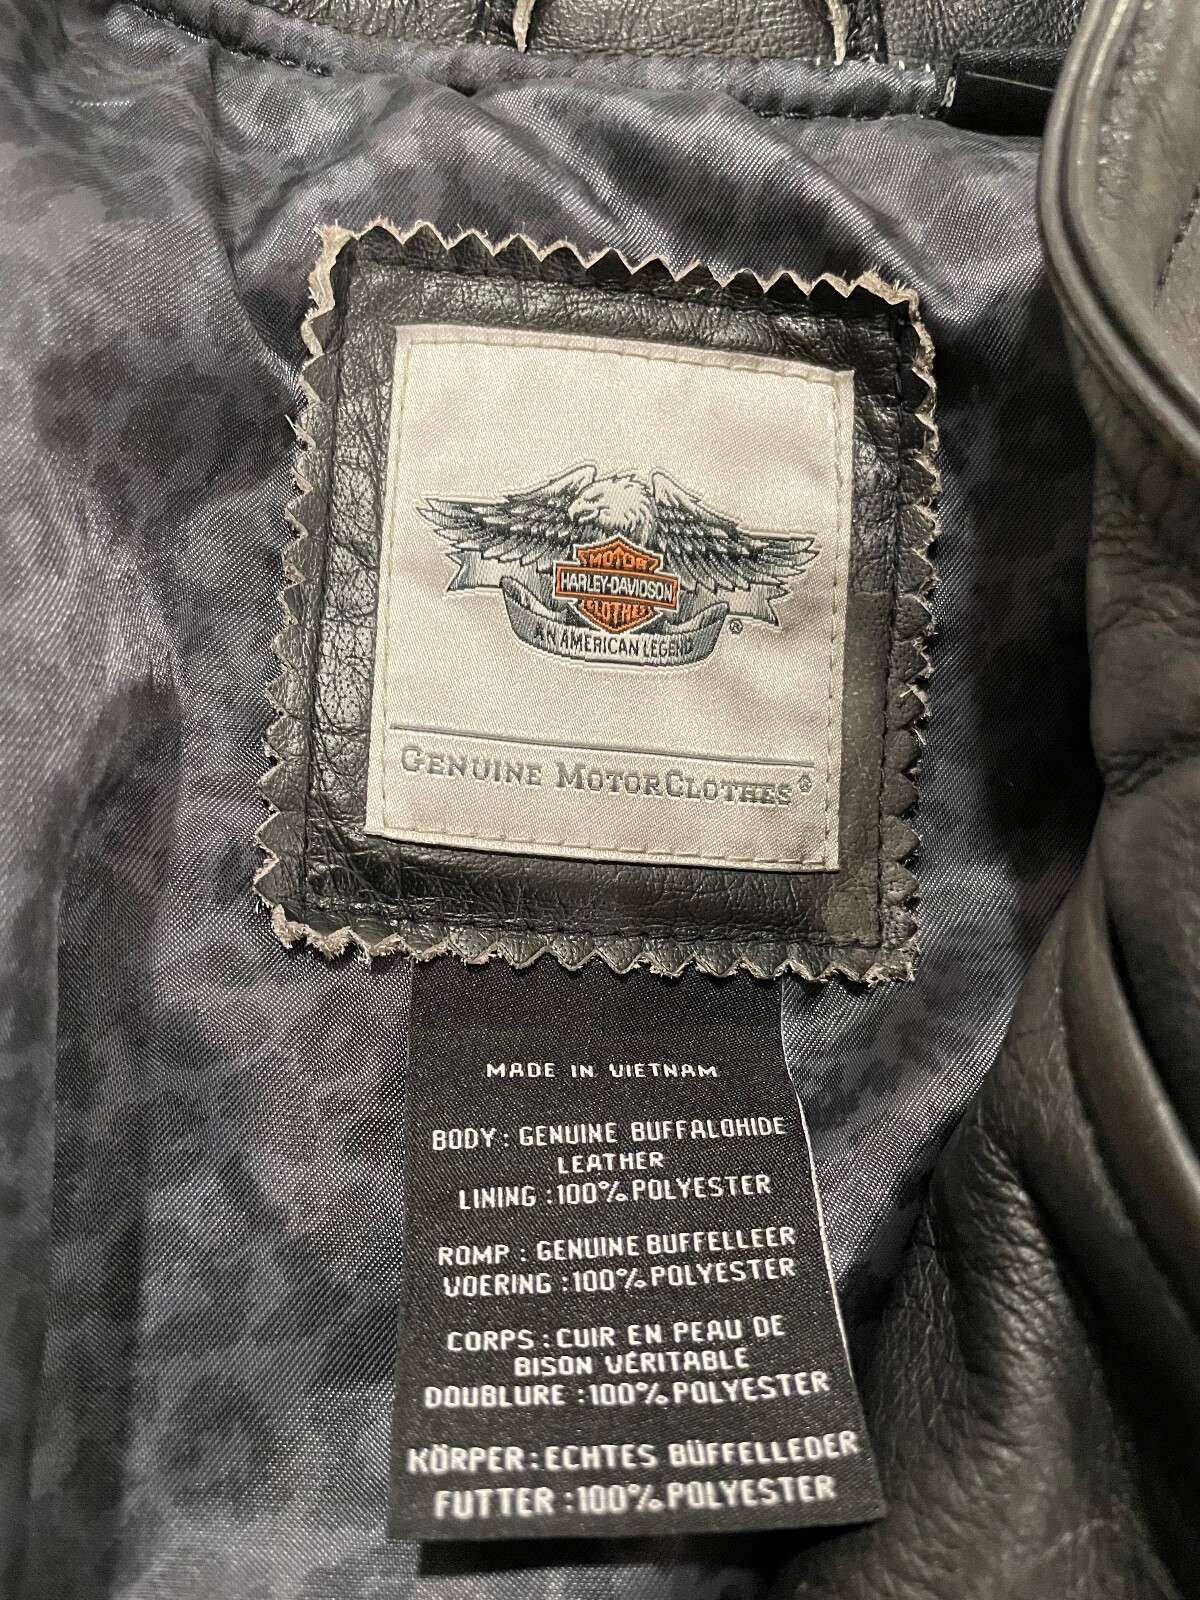 MOTOR
HARLEY-DAVIDSON
CLOTHES
AN AMERICAN LEGEND
®
GENUINE MOTORCLOTHES®
MADE IN VIETNAM
BODY : GENUINE BUFFALOHIDE
LEATHER
LINING :100% POLYESTER
ROMP : GENUINE BUFFELLEER
VOERING :100% POLYESTER
CORPS : CUIR EN PEAU DE
BISON VÉRITABLE
DOUBLURE :100% POLYESTER
KÖRPER : ECHTES BÜFFELLEDER
FUTTER :100% POLYESTER